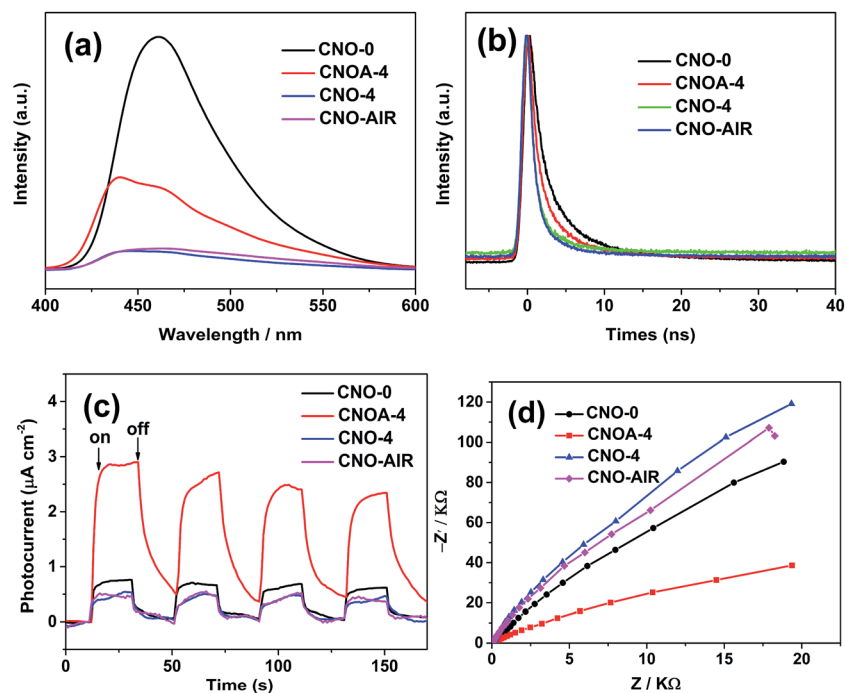 (a)
CNO-0
CNOA-4
CNO-4
CNO-AIR
Intensity (a.u.)
400 450 500 550 600
Wavelength / nm
(b)
CNO-0
CNOA-4
CNO-4
CNO-AIR
Intensity (a.u.)
0 10 20 30 40
Times (ns)
(c)
CNO-0
CNOA-4
CNO-4
CNO-AIR
on
off
Photocurrent (μA cm⁻²)
4
3
2
1
0
0 50 100 150
Time (s)
(d)
CNO-0
CNOA-4
CNO-4
CNO-AIR
-Z' / KΩ
120
100
80
60
40
20
0
0 5 10 15 20
Z / KΩ